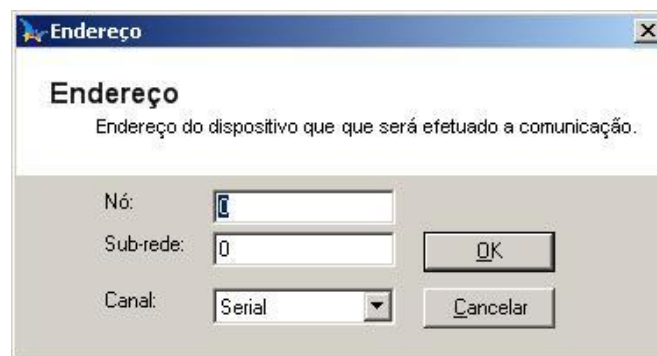 Endereço
Endereço
Endereço do dispositivo que que será efetuado a comunicação.
Nó: 0
Sub-rede: 0
OK
Canal: Serial
Cancelar